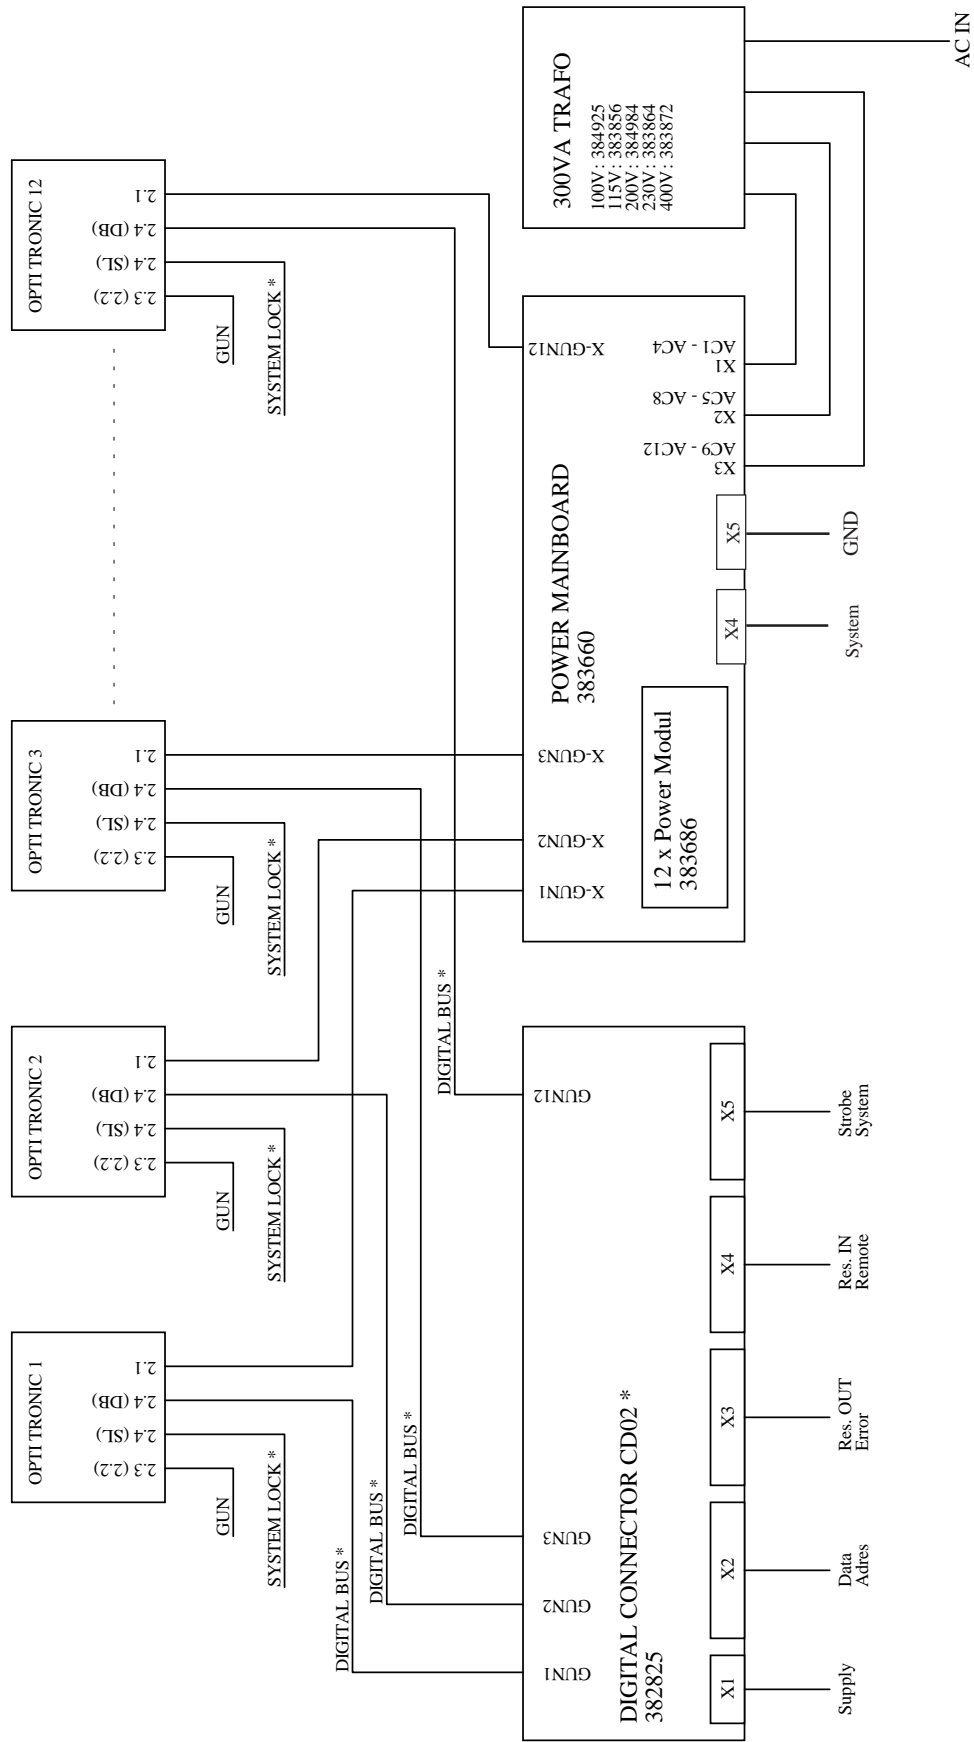 OPTI TRONIC 1
2.3 (2.2)
2.4 (SL)
2.4 (DB)
2.1
GUN
SYSTEM LOCK *
DIGITAL BUS *
OPTI TRONIC 2
2.3 (2.2)
2.4 (SL)
2.4 (DB)
2.1
GUN
SYSTEM LOCK *
DIGITAL BUS *
OPTI TRONIC 3
2.3 (2.2)
2.4 (SL)
2.4 (DB)
2.1
GUN
SYSTEM LOCK *
DIGITAL BUS *
OPTI TRONIC 12
2.3 (2.2)
2.4 (SL)
2.4 (DB)
2.1
GUN
SYSTEM LOCK *
DIGITAL BUS *
GUN1
GUN2
GUN3
GUN12
DIGITAL CONNECTOR CD02 *
382825
X1
X2
X3
X4
X5
Supply
Data
Adres
Res. OUT
Error
Res. IN
Remote
Strobe
System
X-GUN1
X-GUN2
X-GUN3
X-GUN12
POWER MAINBOARD
383660
12 x Power Modul
383686
X4
X5
System
GND
AC9 - AC12
X3
AC5 - AC8
X2
AC1 - AC4
X1
300VA TRAFO
100V: 384925
115V: 383856
200V: 384984
230V: 383864
400V: 383872
AC IN